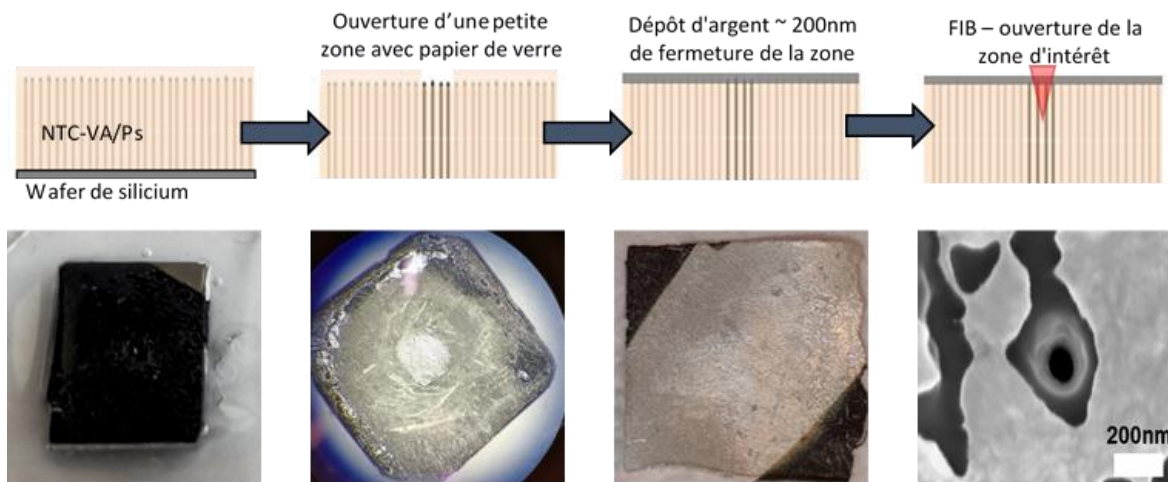 Ouverture d’une petite
zone avec papier de verre
Dépôt d'argent ~ 200nm
de fermeture de la zone
FIB – ouverture de la
zone d'intérêt
NTC-VA/Ps
Wafer de silicium
200nm